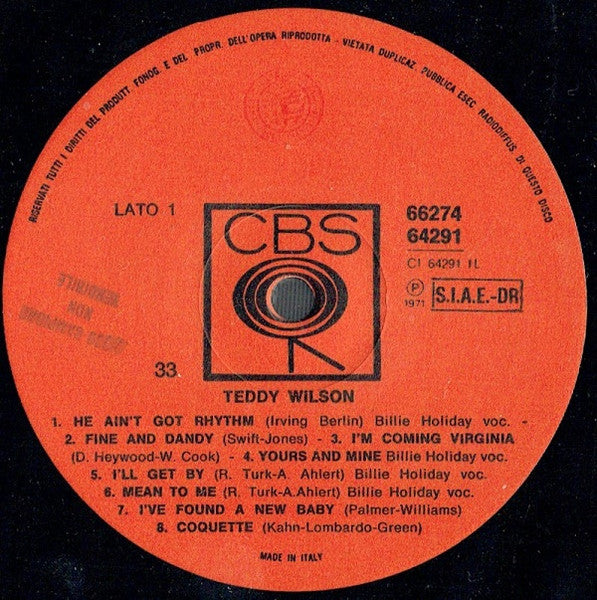 RISERVATI TUTTI I DIRITTI DEL PRODUTT. FONOG. E DEL PROPR. DELL'OPERA RIPRODOTTA - VIETATA DUPLICAZ. PUBBLICA ESEC. RADIODIFFUS. DI QUESTO DISCO
LATO 1
CBS
66274
64291
CI 64291 1L
℗ 1971
S.I.A.E.-DR
33
TEDDY WILSON
1. HE AIN'T GOT RHYTHM (Irving Berlin) Billie Holiday voc. -
2. FINE AND DANDY (Swift-Jones) - 3. I'M COMING VIRGINIA
(D. Heywood-W. Cook) - 4. YOURS AND MINE Billie Holiday voc.
5. I'LL GET BY (R. Turk-A. Ahlert) Billie Holiday voc.
6. MEAN TO ME (R. Turk-A.Ahlert) Billie Holiday voc.
7. I'VE FOUND A NEW BABY (Palmer-Williams)
8. COQUETTE (Kahn-Lombardo-Green)
MADE IN ITALY